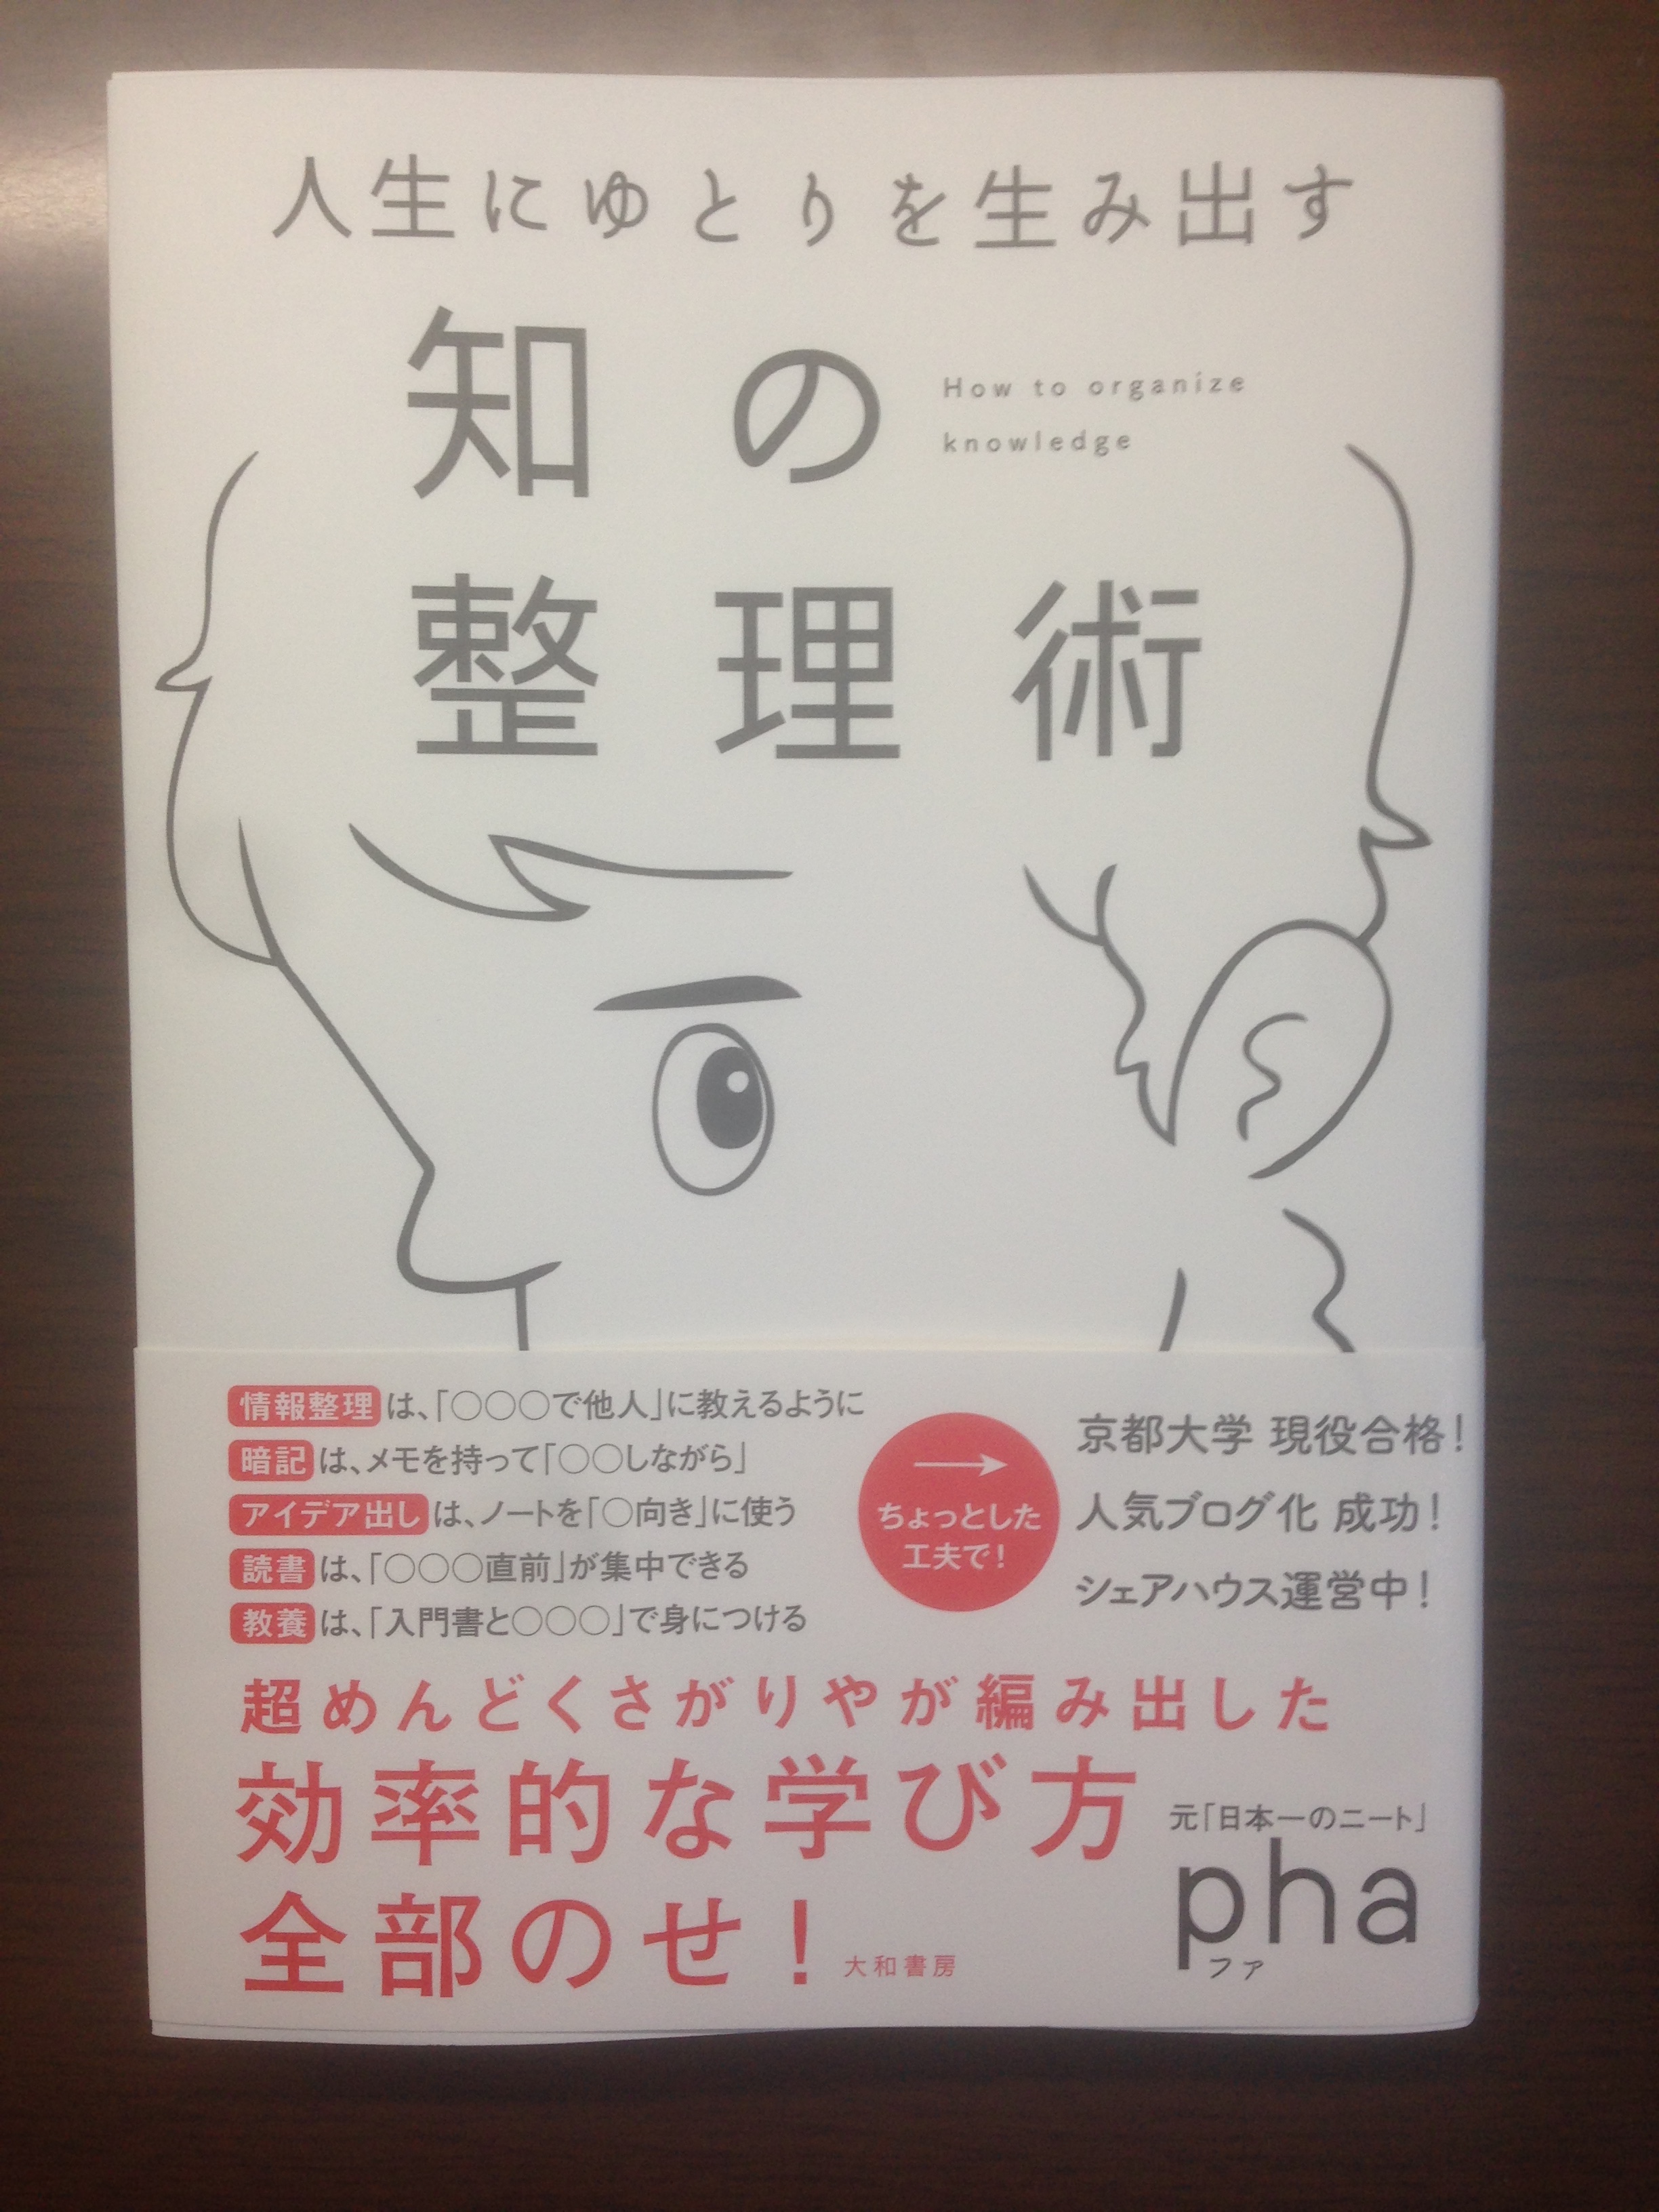 人生にゆとりを生み出す
知の
How to organize
knowledge
整理術
情報整理は、「○○○で他人」に教えるように
暗記は、メモを持って「○○しながら」
アイデア出しは、ノートを「○向き」に使う
読書は、「○○○直前」が集中できる
教養は、「入門書と○○○」で身につける
→
ちょっとした
工夫で!
京都大学 現役合格!
人気ブログ化 成功!
シェアハウス運営中!
超めんどくさがりやが編み出した
効率的な学び方
全部のせ!
大和書房
元「日本一のニート」
pha
ファ